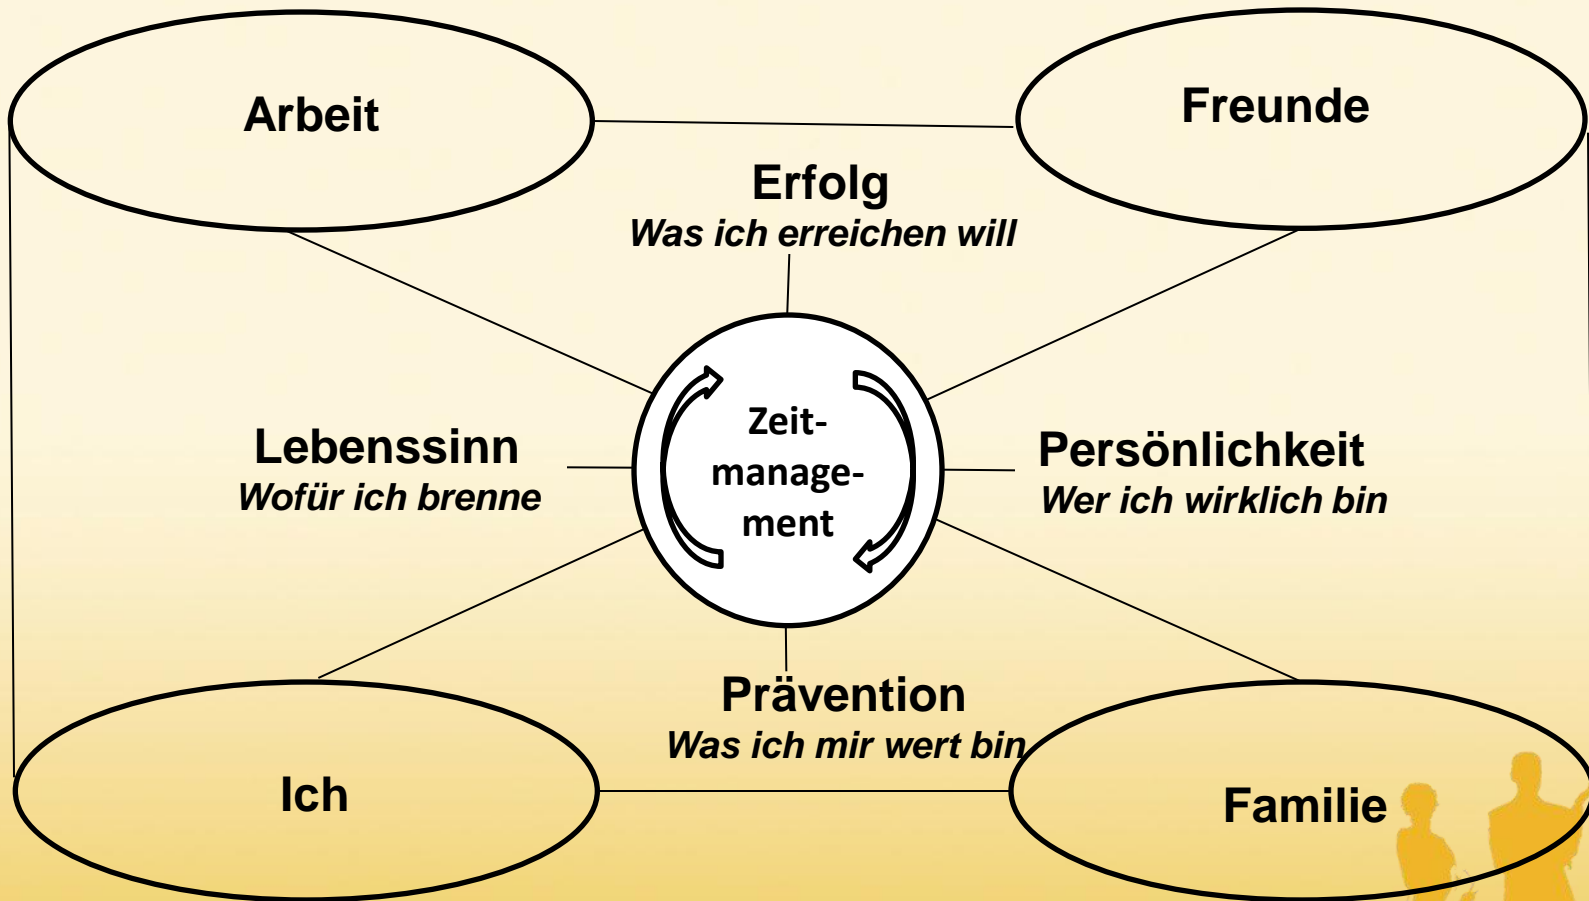 Arbeit
Freunde
Erfolg
Was ich erreichen will
Lebenssinn
Wofür ich brenne
Zeit-
manage-
ment
Persönlichkeit
Wer ich wirklich bin
Prävention
Was ich mir wert bin
Ich
Familie